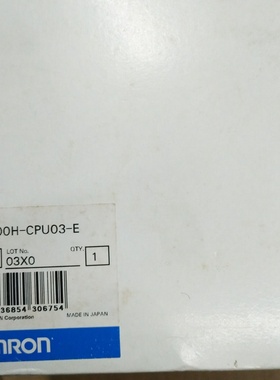 00H-CPU03-E
LOT No. QTY.
03X0 1
36854 306754
N Corporation MADE IN JAPAN
mron